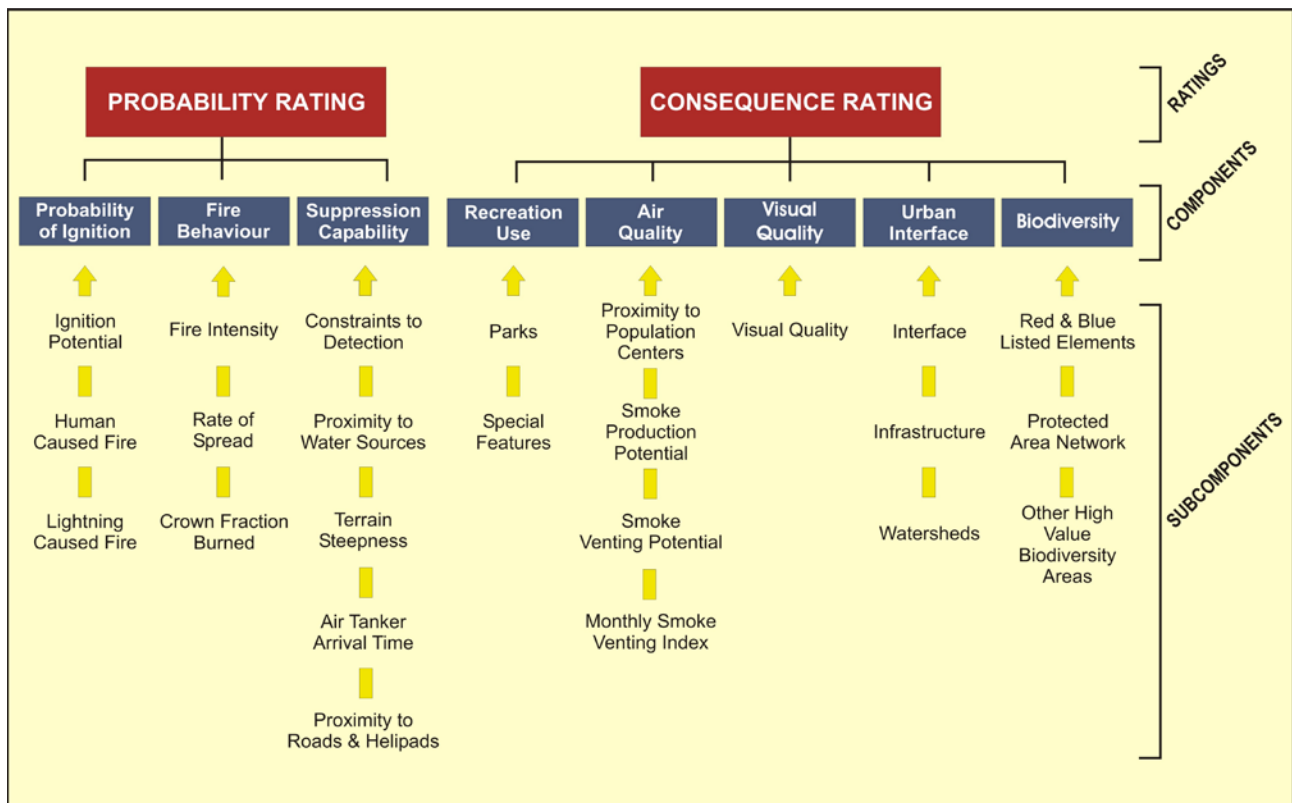 PROBABILITY RATING
CONSEQUENCE RATING
RATINGS
COMPONENTS
Probability
of Ignition
Fire
Behaviour
Suppression
Capability
Recreation
Use
Air
Quality
Visual
Quality
Urban
Interface
Biodiversity
Ignition
Potential
Human
Caused Fire
Lightning
Caused Fire
Fire Intensity
Rate of
Spread
Crown Fraction
Burned
Constraints to
Detection
Proximity to
Water Sources
Terrain
Steepness
Air Tanker
Arrival Time
Proximity to
Roads & Helipads
Parks
Special
Features
Proximity to
Population
Centers
Smoke
Production
Potential
Smoke
Venting Potential
Monthly Smoke
Venting Index
Visual Quality
Interface
Infrastructure
Watersheds
Red & Blue
Listed Elements
Protected
Area Network
Other High
Value
Biodiversity
Areas
SUBCOMPONENTS